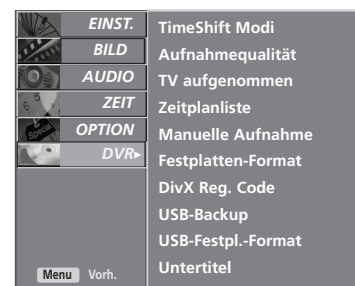 EINST.
BILD
AUDIO
ZEIT
OPTION
DVR
Menu Vorh.
TimeShift Modi
Aufnahmequalität
TV aufgenommen
Zeitplanliste
Manuelle Aufnahme
Festplatten-Format
DivX Reg. Code
USB-Backup
USB-Festpl.-Format
Untertitel